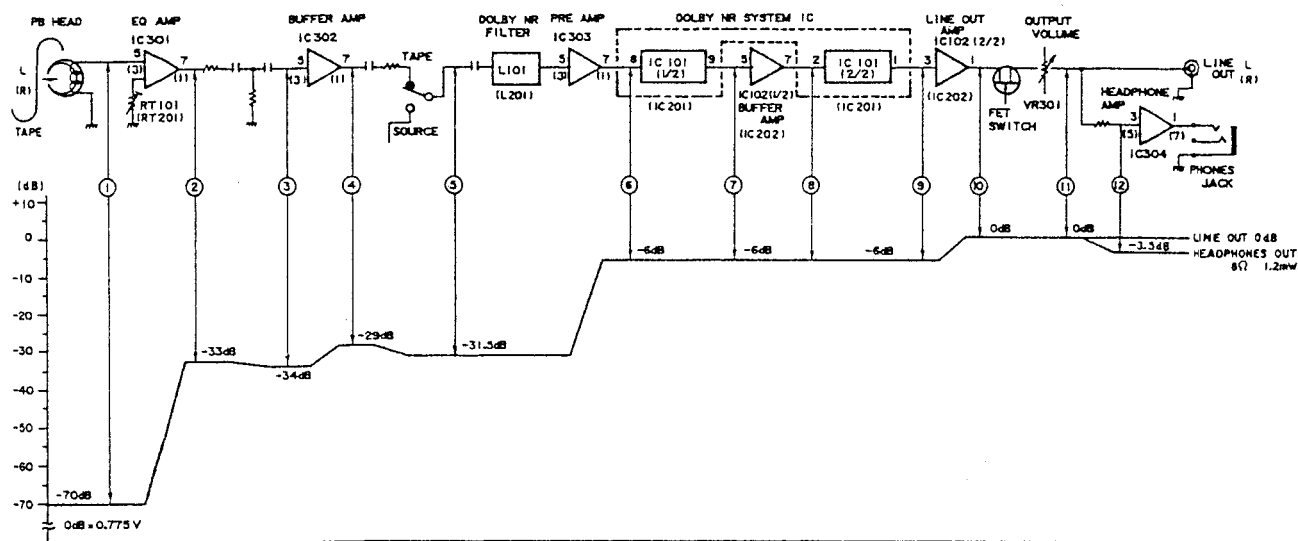 PB HEAD
EQ AMP
IC301
BUFFER AMP
IC302
DOLBY NR
FILTER
PRE AMP
IC303
DOLBY NR SYSTEM IC
LINE OUT
AMP
IC102 (2/2)
OUTPUT
VOLUME
L
(R)
TAPE
5
(3)
7
(1)
RT101
(RT201)
5
(3)
7
(1)
TAPE
SOURCE
L101
(L201)
5
(3)
7
(1)
8
IC101
(1/2)
9
(IC201)
5
7
IC102 (1/2)
BUFFER
AMP
(IC202)
2
IC101
(2/2)
1
(IC201)
3
1
(IC202)
FET
SWITCH
VR301
LINE L
OUT (R)
HEADPHONE
AMP
3
(5)
1
(7)
IC304
PHONES
JACK
(dB)
1
2
3
4
5
6
7
8
9
10
11
12
+10
0
-10
-20
-30
-40
-50
-60
-70
-70dB
-33dB
-34dB
-29dB
-31.5dB
-6dB
-6dB
-6dB
0dB
0dB
-3.5dB
LINE OUT 0dB
HEADPHONES OUT
8Ω 1.2mW
0dB = 0.775 V